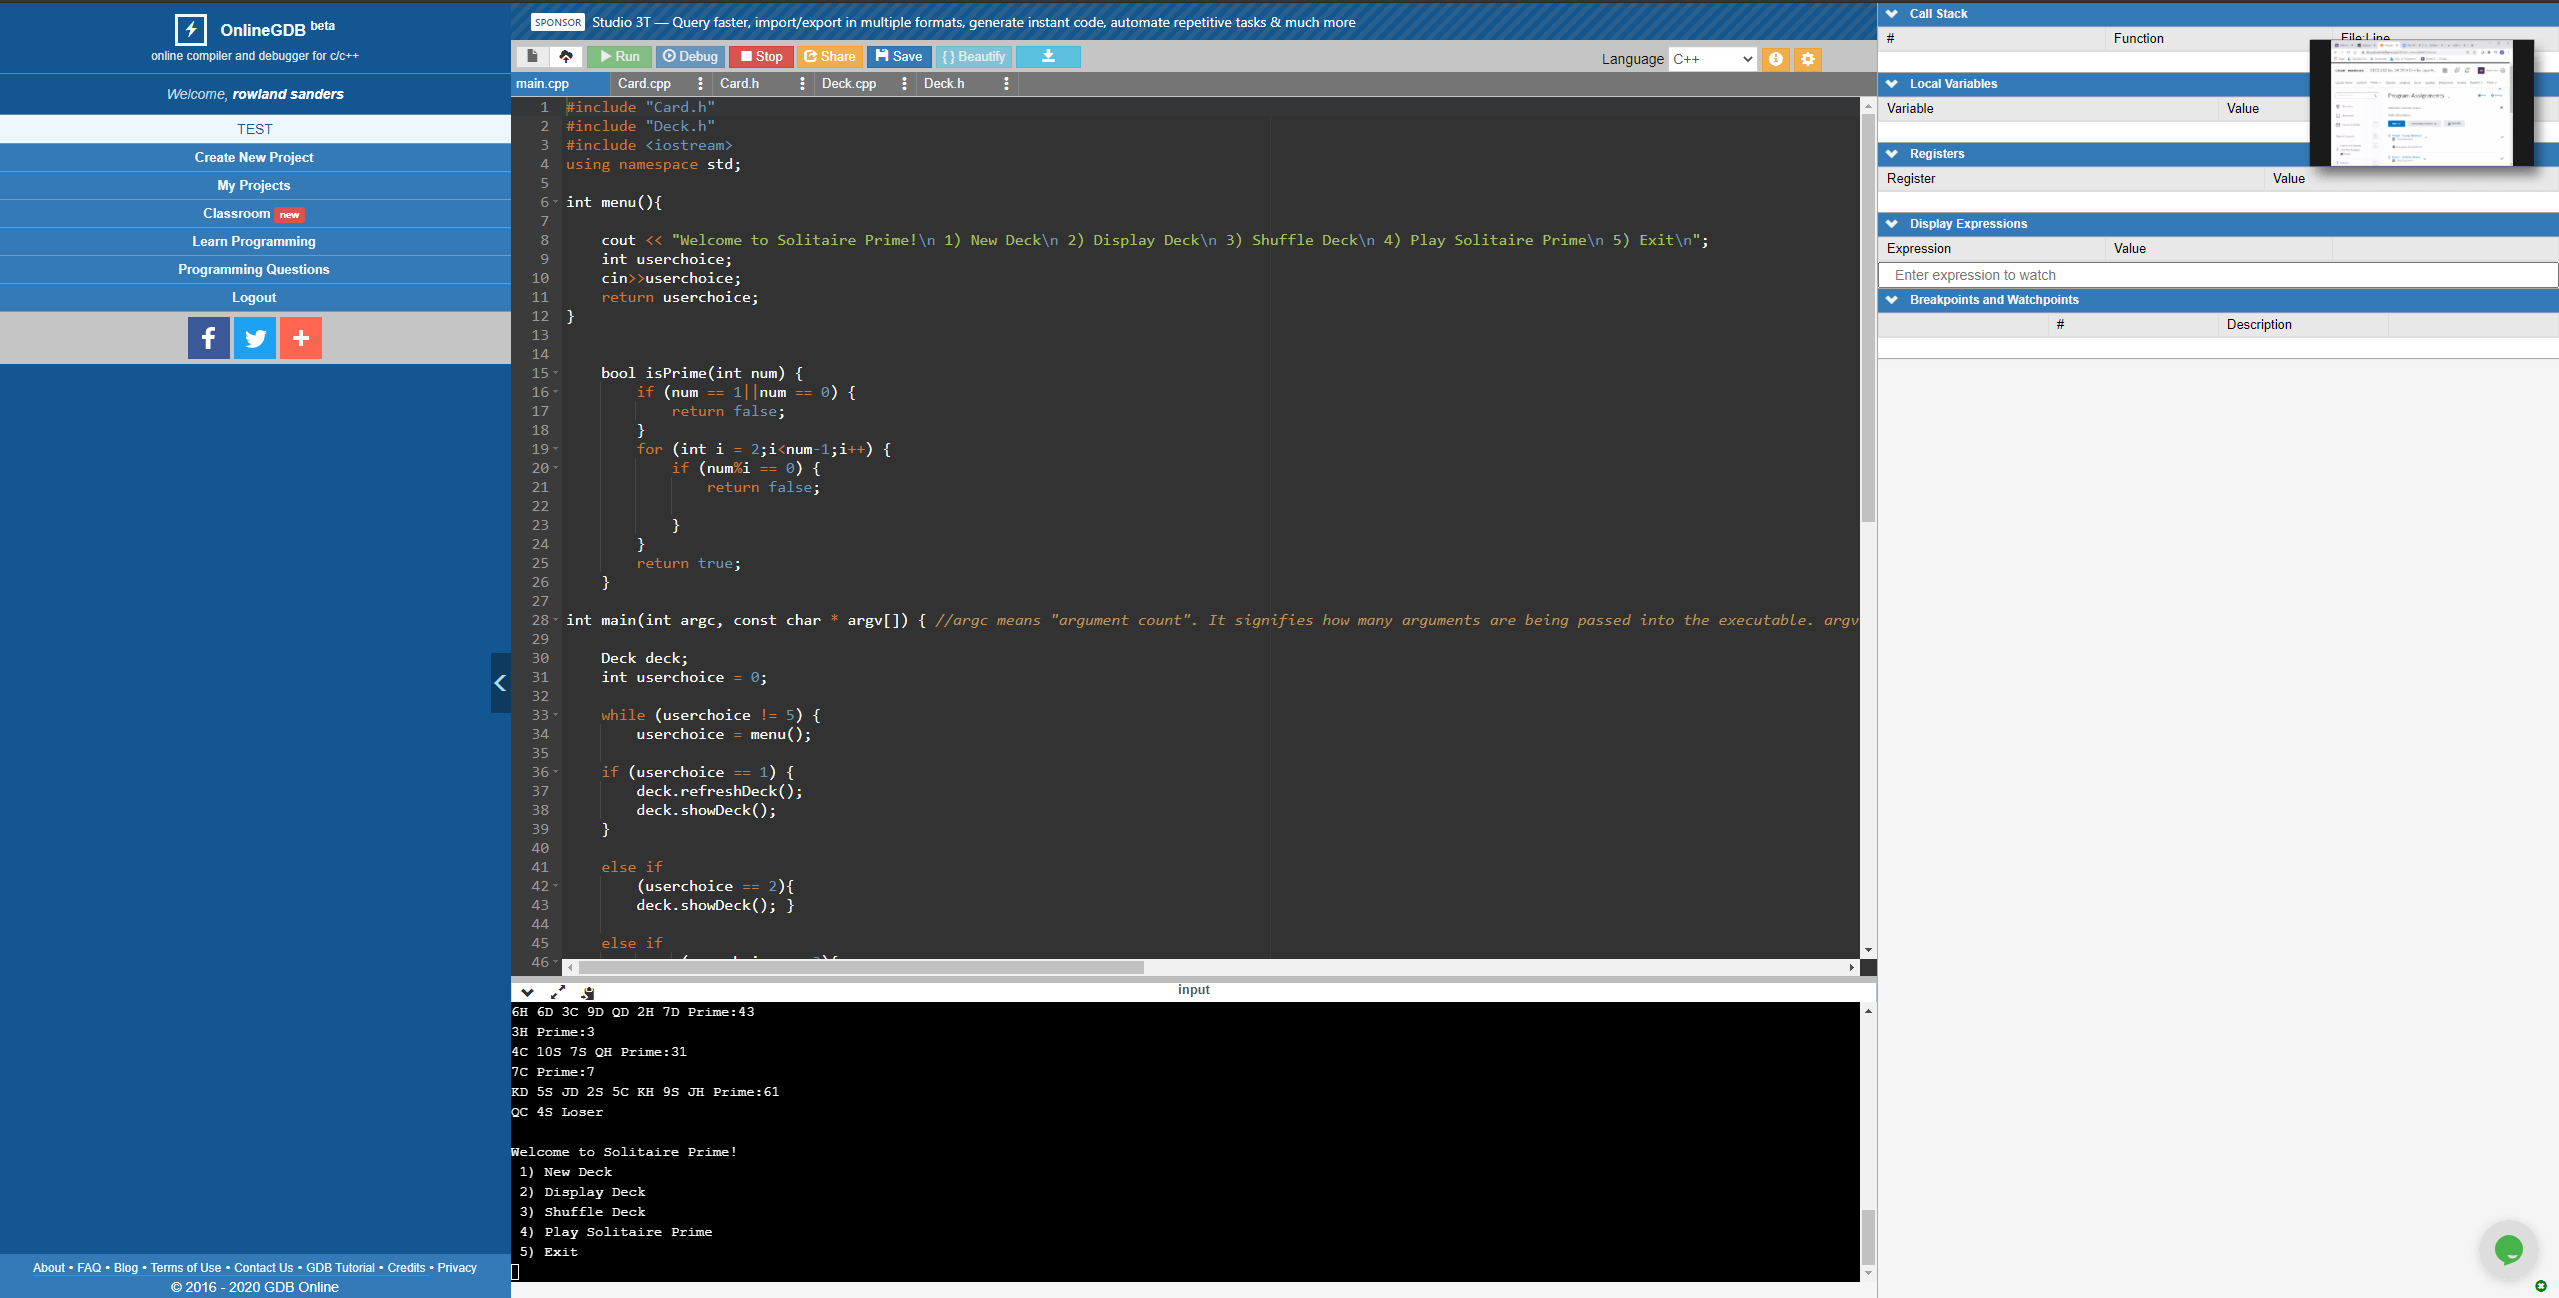 OnlineGDB beta
online compiler and debugger for c/c++
Welcome, rowland sanders
TEST
Create New Project
My Projects
Classroom new
Learn Programming
Programming Questions
Logout
About • FAQ • Blog • Terms of Use • Contact Us • GDB Tutorial • Credits • Privacy
© 2016 - 2020 GDB Online
SPONSOR Studio 3T — Query faster, import/export in multiple formats, generate instant code, automate repetitive tasks & much more
Run Debug Stop Share Save {} Beautify
Language C++
main.cpp Card.cpp Card.h Deck.cpp Deck.h
1 #include "Card.h"
2 #include "Deck.h"
3 #include <iostream>
4 using namespace std;
5
6 int menu(){
7
8 cout << "Welcome to Solitaire Prime!\n 1) New Deck\n 2) Display Deck\n 3) Shuffle Deck\n 4) Play Solitaire Prime\n 5) Exit\n";
9 int userchoice;
10 cin>>userchoice;
11 return userchoice;
12 }
13
14
15 bool isPrime(int num) {
16 if (num == 1||num == 0) {
17 return false;
18 }
19 for (int i = 2;i<num-1;i++) {
20 if (num%i == 0) {
21 return false;
22
23 }
24 }
25 return true;
26 }
27
28 int main(int argc, const char * argv[]) { //argc means "argument count". It signifies how many arguments are being passed into the executable. argv
29
30 Deck deck;
31 int userchoice = 0;
32
33 while (userchoice != 5) {
34 userchoice = menu();
35
36 if (userchoice == 1) {
37 deck.refreshDeck();
38 deck.showDeck();
39 }
40
41 else if
42 (userchoice == 2){
43 deck.showDeck(); }
44
45 else if
46
input
6H 6D 3C 9D QD 2H 7D Prime:43
3H Prime:3
4C 10S 7S QH Prime:31
7C Prime:7
KD 5S JD 2S 5C KH 9S JH Prime:61
QC 4S Loser
Welcome to Solitaire Prime!
1) New Deck
2) Display Deck
3) Shuffle Deck
4) Play Solitaire Prime
5) Exit
Call Stack
# Function File:Line
Local Variables
Variable Value
Registers
Register Value
Display Expressions
Expression Value
Enter expression to watch
Breakpoints and Watchpoints
# Description
Program Assignments